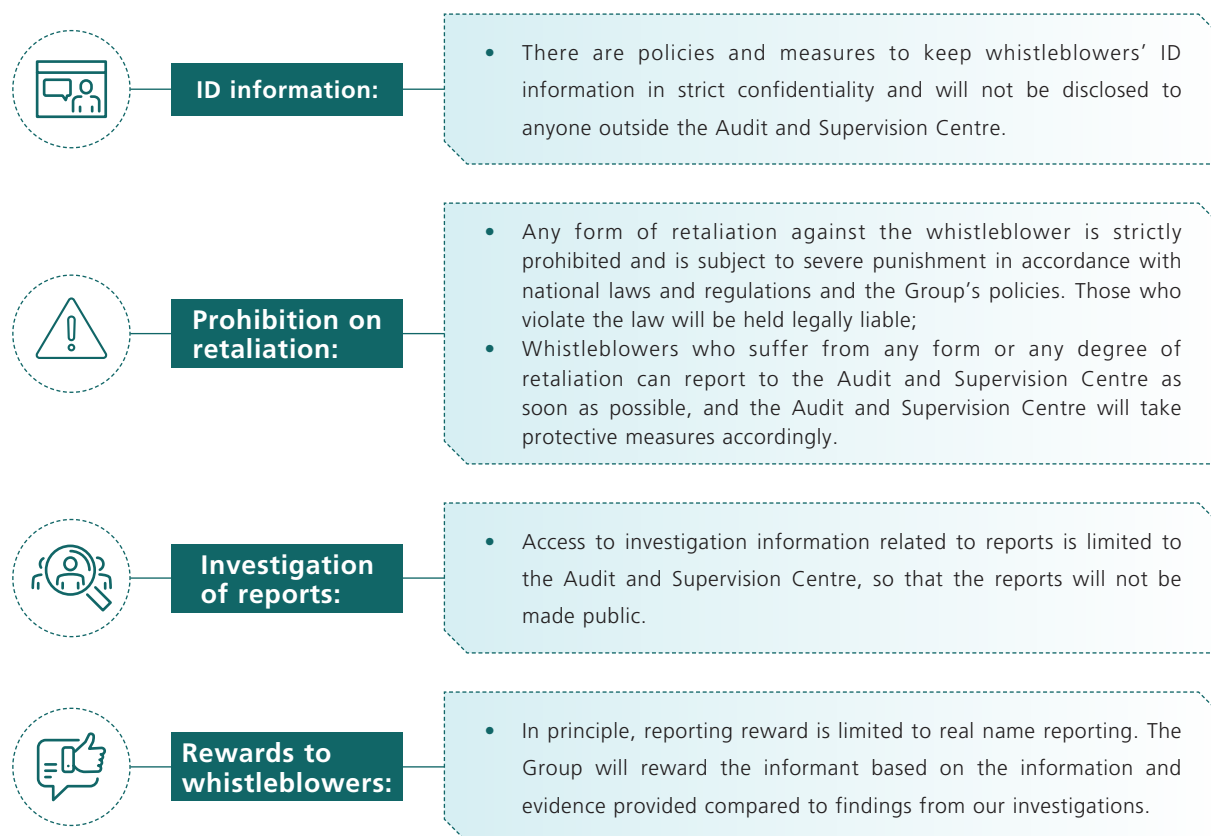 ID information:
• There are policies and measures to keep whistleblowers' ID
information in strict confidentiality and will not be disclosed to
anyone outside the Audit and Supervision Centre.
Prohibition on
retaliation:
• Any form of retaliation against the whistleblower is strictly
prohibited and is subject to severe punishment in accordance with
national laws and regulations and the Group's policies. Those who
violate the law will be held legally liable;
• Whistleblowers who suffer from any form or any degree of
retaliation can report to the Audit and Supervision Centre as
soon as possible, and the Audit and Supervision Centre will take
protective measures accordingly.
Investigation
of reports:
• Access to investigation information related to reports is limited to
the Audit and Supervision Centre, so that the reports will not be
made public.
Rewards to
whistleblowers:
• In principle, reporting reward is limited to real name reporting. The
Group will reward the informant based on the information and
evidence provided compared to findings from our investigations.